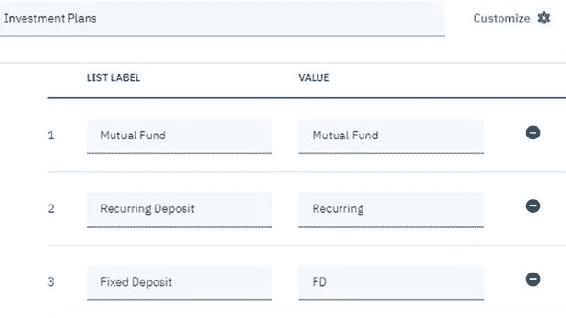 Investment Plans Customize
LIST LABEL VALUE
1 Mutual Fund Mutual Fund
2 Recurring Deposit Recurring
3 Fixed Deposit FD